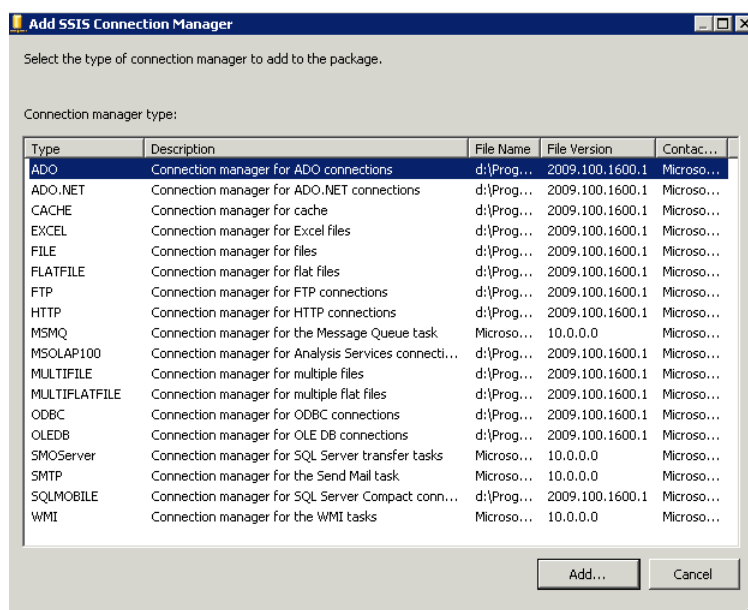 Add SSIS Connection Manager
Select the type of connection manager to add to the package.
Connection manager type:
Type Description File Name File Version Contac...
ADO Connection manager for ADO connections d:\Prog... 2009.100.1600.1 Microso...
ADO.NET Connection manager for ADO.NET connections d:\Prog... 2009.100.1600.1 Microso...
CACHE Connection manager for cache d:\Prog... 2009.100.1600.1 Microso...
EXCEL Connection manager for Excel files d:\Prog... 2009.100.1600.1 Microso...
FILE Connection manager for files d:\Prog... 2009.100.1600.1 Microso...
FLATFILE Connection manager for flat files d:\Prog... 2009.100.1600.1 Microso...
FTP Connection manager for FTP connections d:\Prog... 2009.100.1600.1 Microso...
HTTP Connection manager for HTTP connections d:\Prog... 2009.100.1600.1 Microso...
MSMQ Connection manager for the Message Queue task Microso... 10.0.0.0 Microso...
MSOLAP100 Connection manager for Analysis Services connecti... d:\Prog... 2009.100.1600.1 Microso...
MULTIFILE Connection manager for multiple files d:\Prog... 2009.100.1600.1 Microso...
MULTIFLATFILE Connection manager for multiple flat files d:\Prog... 2009.100.1600.1 Microso...
ODBC Connection manager for ODBC connections d:\Prog... 2009.100.1600.1 Microso...
OLEDB Connection manager for OLE DB connections d:\Prog... 2009.100.1600.1 Microso...
SMOServer Connection manager for SQL Server transfer tasks Microso... 10.0.0.0 Microso...
SMTP Connection manager for the Send Mail task Microso... 10.0.0.0 Microso...
SQLMOBILE Connection manager for SQL Server Compact conn... d:\Prog... 2009.100.1600.1 Microso...
WMI Connection manager for the WMI tasks Microso... 10.0.0.0 Microso...
Add... Cancel